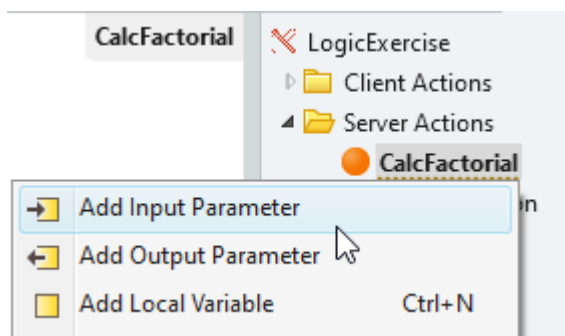 CalcFactorial
LogicExercise
Client Actions
Server Actions
CalcFactorial
Add Input Parameter
Add Output Parameter
Add Local Variable Ctrl+N